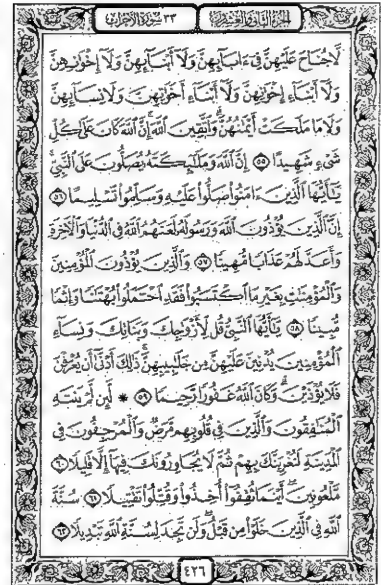 الجزء الثاني والعشرون ٣٣ سورة الأحزاب
لَّا جُنَاحَ عَلَيْهِنَّ فِىٓ ءَابَآئِهِنَّ وَلَآ أَبْنَآئِهِنَّ وَلَآ إِخْوَٰنِهِنَّ
وَلَآ أَبْنَآءِ إِخْوَٰنِهِنَّ وَلَآ أَبْنَآءِ أَخَوَٰتِهِنَّ وَلَا نِسَآئِهِنَّ
وَلَا مَا مَلَكَتْ أَيْمَٰنُهُنَّ وَٱتَّقِينَ ٱللَّهَ إِنَّ ٱللَّهَ كَانَ عَلَىٰ كُلِّ
شَىْءٍ شَهِيدًا ٥٥ إِنَّ ٱللَّهَ وَمَلَٰٓئِكَتَهُۥ يُصَلُّونَ عَلَى ٱلنَّبِىِّ
يَٰٓأَيُّهَا ٱلَّذِينَ ءَامَنُوا۟ صَلُّوا۟ عَلَيْهِ وَسَلِّمُوا۟ تَسْلِيمًا ٥٦
إِنَّ ٱلَّذِينَ يُؤْذُونَ ٱللَّهَ وَرَسُولَهُۥ لَعَنَهُمُ ٱللَّهُ فِى ٱلدُّنْيَا وَٱلْءَاخِرَةِ
وَأَعَدَّ لَهُمْ عَذَابًا مُّهِينًا ٥٧ وَٱلَّذِينَ يُؤْذُونَ ٱلْمُؤْمِنِينَ
وَٱلْمُؤْمِنَٰتِ بِغَيْرِ مَا ٱكْتَسَبُوا۟ فَقَدِ ٱحْتَمَلُوا۟ بُهْتَٰنًا وَإِثْمًا
مُّبِينًا ٥٨ يَٰٓأَيُّهَا ٱلنَّبِىُّ قُل لِّأَزْوَٰجِكَ وَبَنَاتِكَ وَنِسَآءِ
ٱلْمُؤْمِنِينَ يُدْنِينَ عَلَيْهِنَّ مِن جَلَٰبِيبِهِنَّ ذَٰلِكَ أَدْنَىٰٓ أَن يُعْرَفْنَ
فَلَا يُؤْذَيْنَ وَكَانَ ٱللَّهُ غَفُورًا رَّحِيمًا ٥٩ * لَّئِن لَّمْ يَنتَهِ
ٱلْمُنَٰفِقُونَ وَٱلَّذِينَ فِى قُلُوبِهِم مَّرَضٌ وَٱلْمُرْجِفُونَ فِى
ٱلْمَدِينَةِ لَنُغْرِيَنَّكَ بِهِمْ ثُمَّ لَا يُجَاوِرُونَكَ فِيهَآ إِلَّا قَلِيلًا ٦٠
مَّلْعُونِينَ أَيْنَمَا ثُقِفُوٓا۟ أُخِذُوا۟ وَقُتِّلُوا۟ تَقْتِيلًا ٦١ سُنَّةَ
ٱللَّهِ فِى ٱلَّذِينَ خَلَوْا۟ مِن قَبْلُ وَلَن تَجِدَ لِسُنَّةِ ٱللَّهِ تَبْدِيلًا ٦٢
٤٢٦